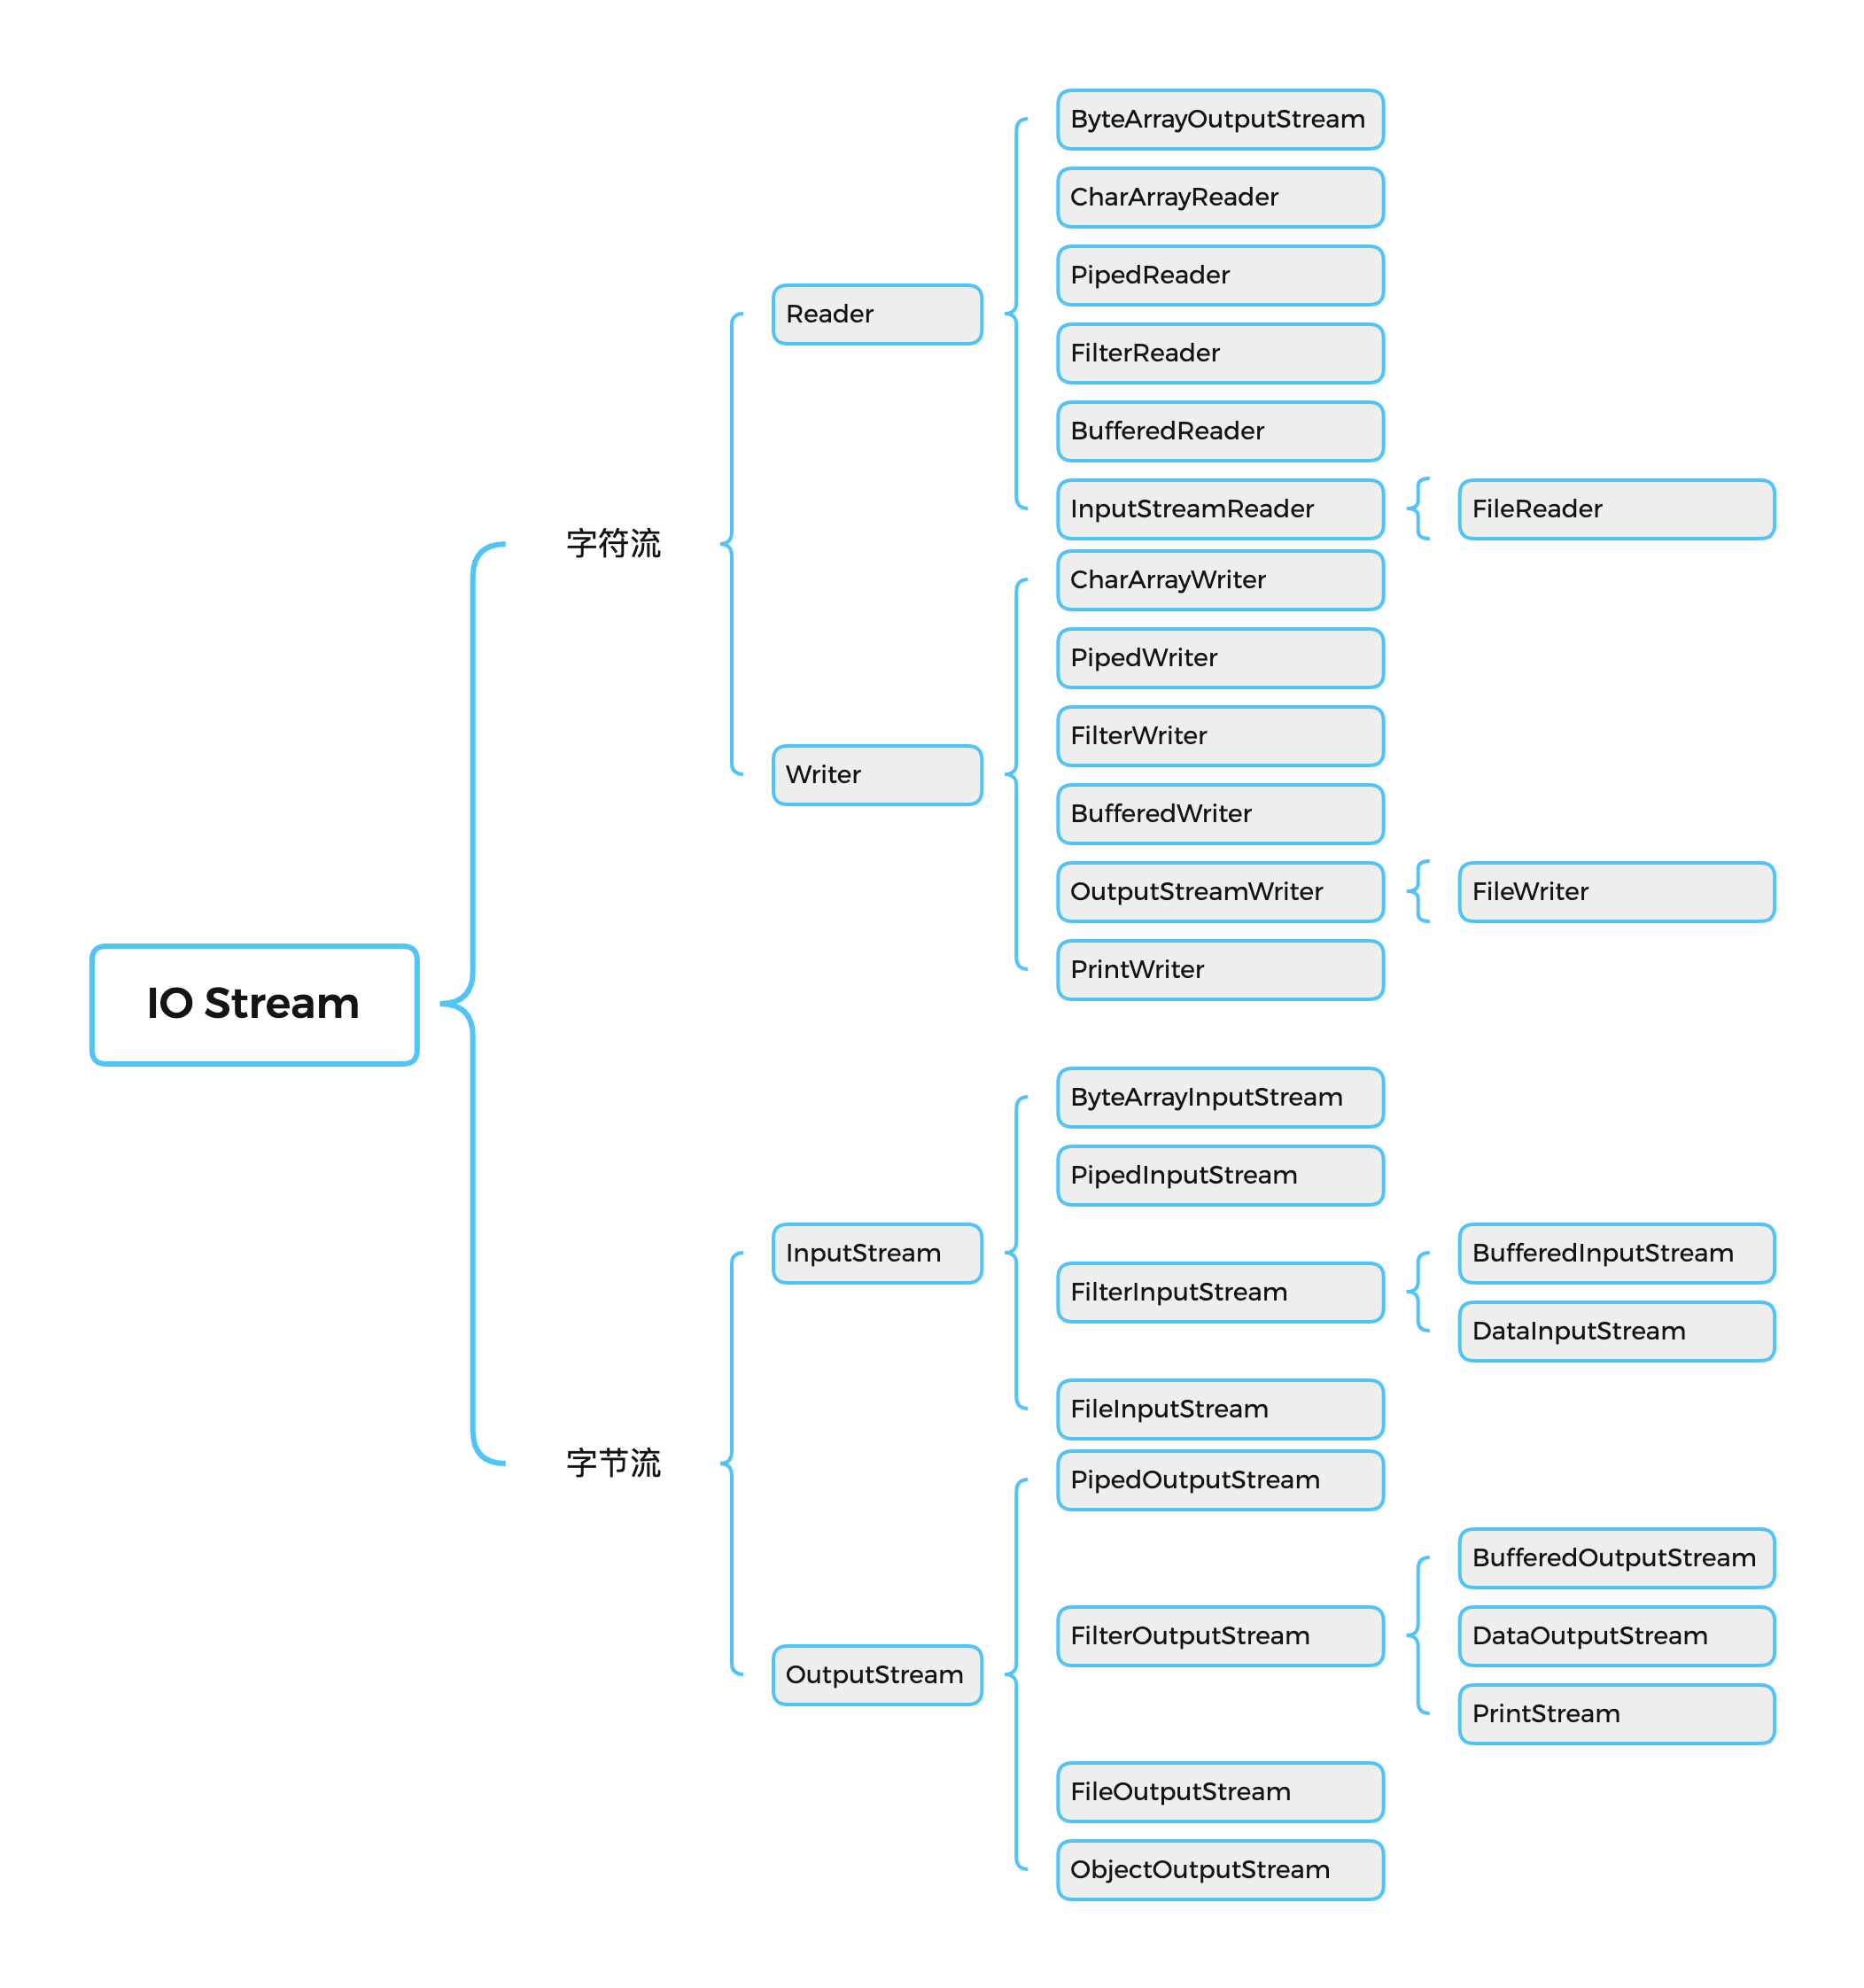 IO Stream
字符流
Reader
ByteArrayOutputStream
CharArrayReader
PipedReader
FilterReader
BufferedReader
InputStreamReader
FileReader
Writer
CharArrayWriter
PipedWriter
FilterWriter
BufferedWriter
OutputStreamWriter
FileWriter
PrintWriter
字节流
InputStream
ByteArrayInputStream
PipedInputStream
FilterInputStream
BufferedInputStream
DataInputStream
FileInputStream
OutputStream
PipedOutputStream
FilterOutputStream
BufferedOutputStream
DataOutputStream
PrintStream
FileOutputStream
ObjectOutputStream